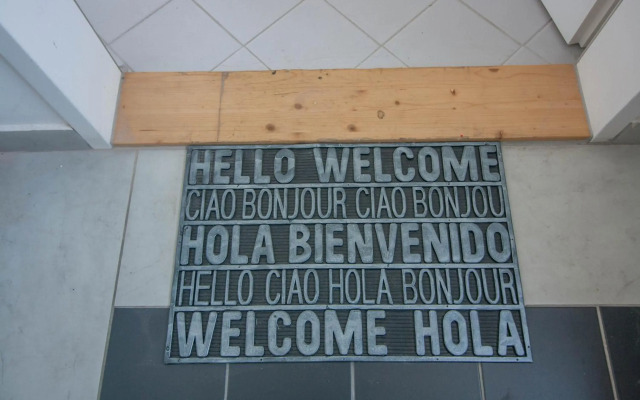 HELLO WELCOME
CIAO BONJOUR CIAO BONJOU
HOLA BIENVENIDO
HELLO CIAO HOLA BONJOUR
WELCOME HOLA